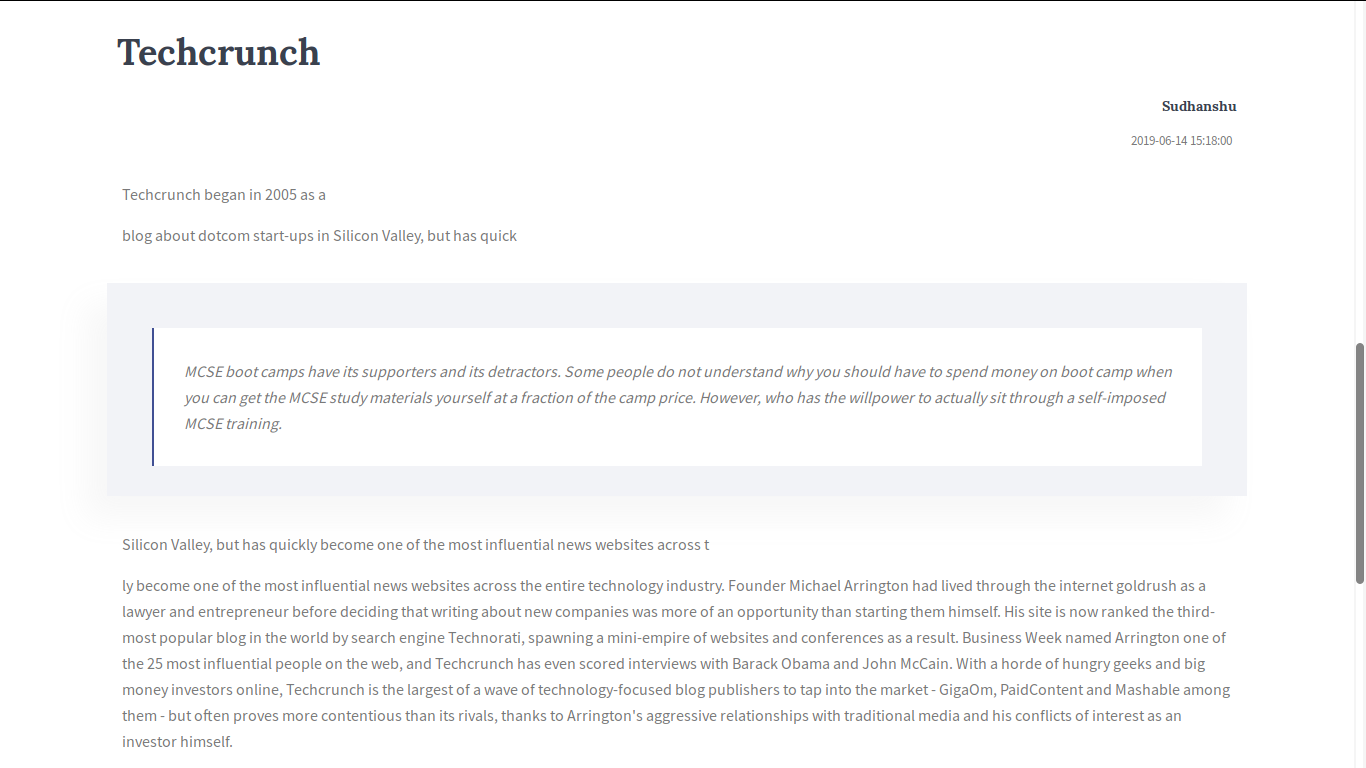 Techcrunch
Sudhanshu
2019-06-14 15:18:00
Techcrunch began in 2005 as a
blog about dotcom start-ups in Silicon Valley, but has quick
MCSE boot camps have its supporters and its detractors. Some people do not understand why you should have to spend money on boot camp when
you can get the MCSE study materials yourself at a fraction of the camp price. However, who has the willpower to actually sit through a self-imposed
MCSE training.
Silicon Valley, but has quickly become one of the most influential news websites across t
ly become one of the most influential news websites across the entire technology industry. Founder Michael Arrington had lived through the internet goldrush as a
lawyer and entrepreneur before deciding that writing about new companies was more of an opportunity than starting them himself. His site is now ranked the third-
most popular blog in the world by search engine Technorati, spawning a mini-empire of websites and conferences as a result. Business Week named Arrington one of
the 25 most influential people on the web, and Techcrunch has even scored interviews with Barack Obama and John McCain. With a horde of hungry geeks and big
money investors online, Techcrunch is the largest of a wave of technology-focused blog publishers to tap into the market - GigaOm, PaidContent and Mashable among
them - but often proves more contentious than its rivals, thanks to Arrington's aggressive relationships with traditional media and his conflicts of interest as an
investor himself.